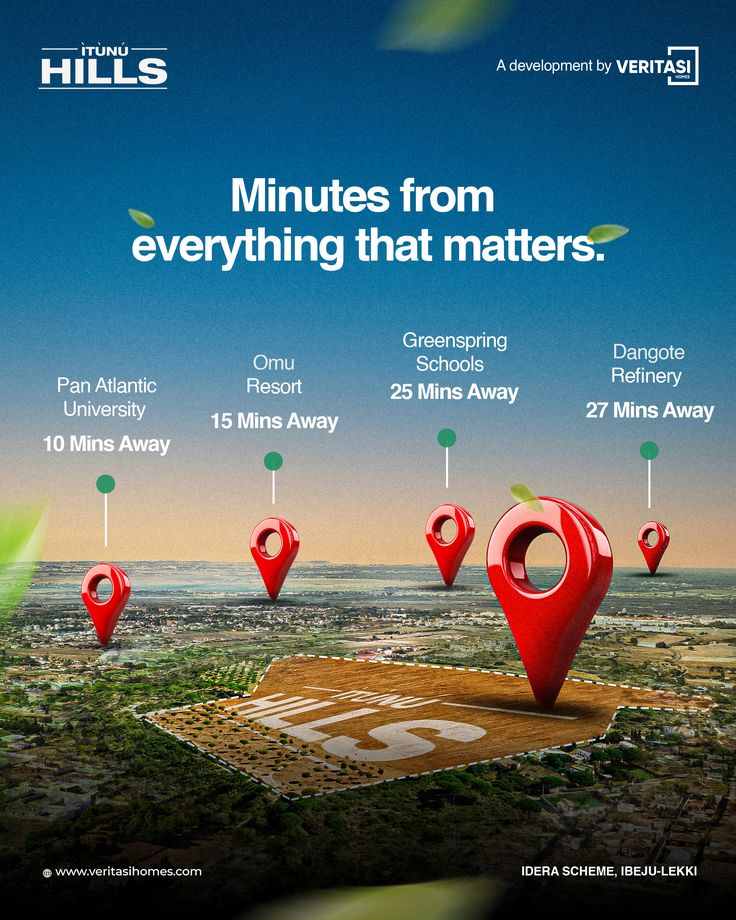 ÌTÙNÚ
HILLS
A development by VERITASI
HOMES
Minutes from
everything that matters.
Pan Atlantic
University
10 Mins Away
Omu
Resort
15 Mins Away
Greenspring
Schools
25 Mins Away
Dangote
Refinery
27 Mins Away
ÌTÙNÚ
HILLS
www.veritasihomes.com
IDERA SCHEME, IBEJU-LEKKI